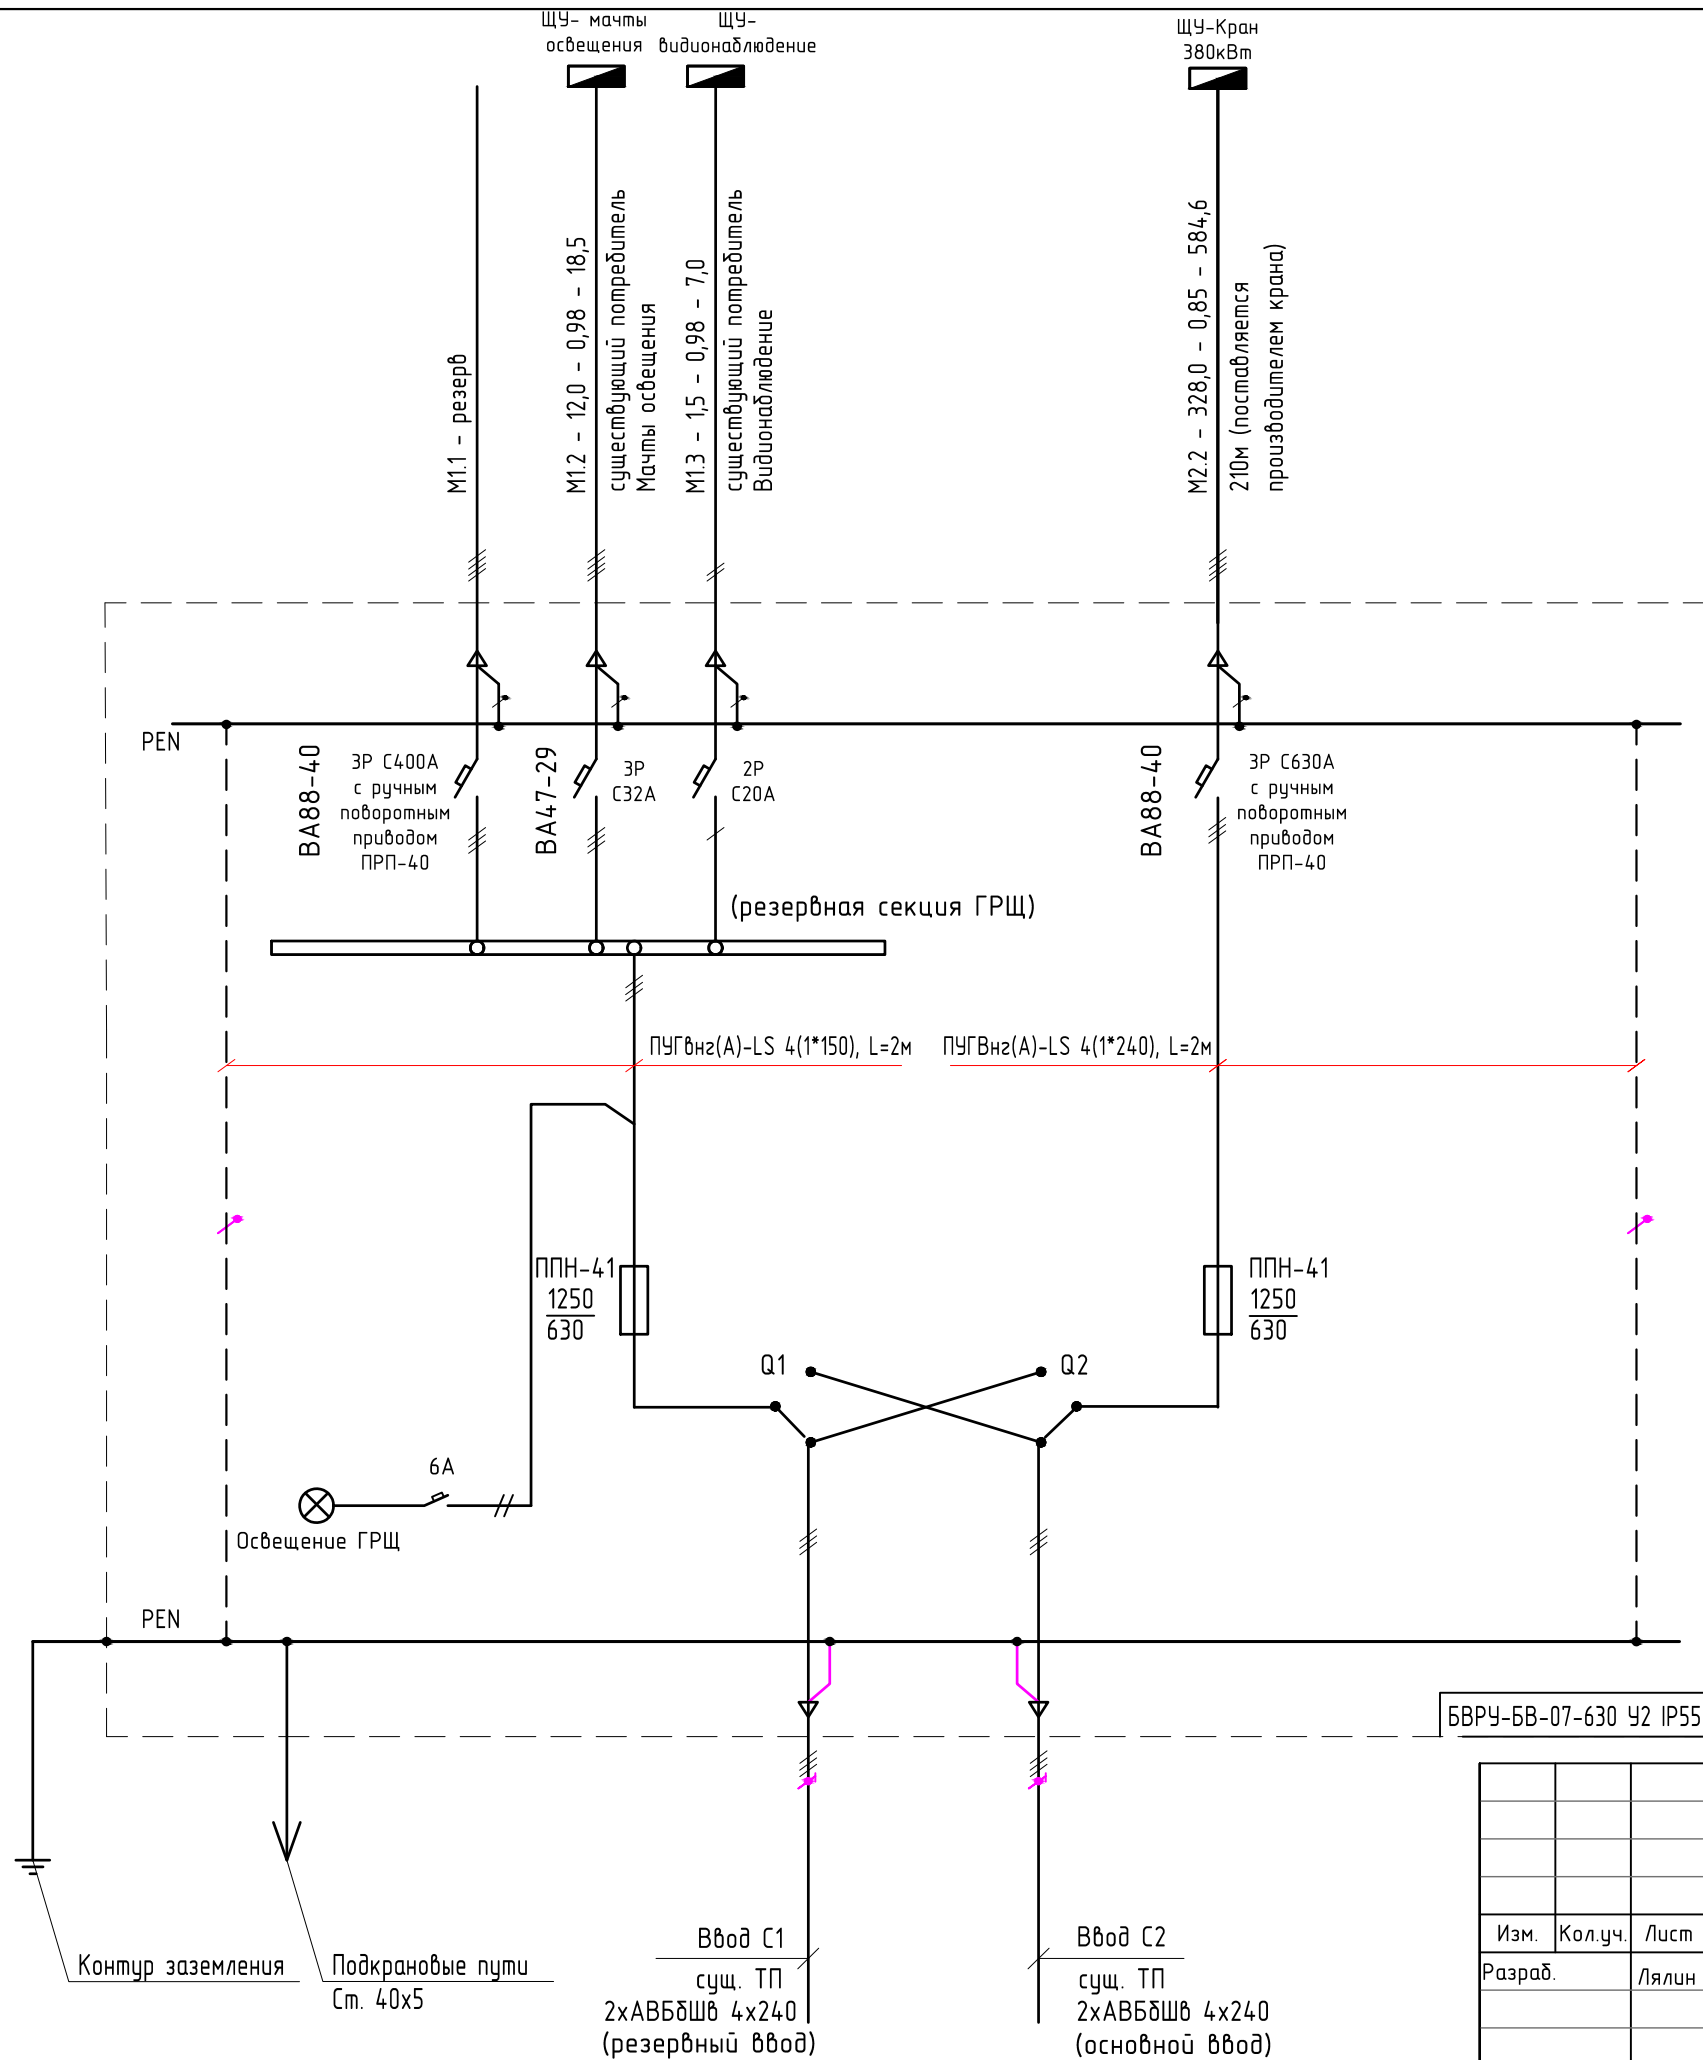 ЩУ- мачты
освещения
ЩУ-
видионаблюдение
ЩУ-Кран
380кВт
М1.1 - резерв
М1.2 - 12,0 - 0,98 - 18,5
существующий потребитель
Мачты освещения
М1.3 - 1,5 - 0,98 - 7,0
существующий потребитель
Видионаблюдение
М2.2 - 328,0 - 0,85 - 584,6
210м (поставляется
производителем крана)
PEN
ВА88-40
3Р С400А
с ручным
поворотным
приводом
ПРП-40
ВА47-29
3Р
С32А
2Р
С20А
ВА88-40
3Р С630А
с ручным
поворотным
приводом
ПРП-40
(резервная секция ГРЩ)
ПУГВнг(А)-LS 4(1*150), L=2м
ПУГВнг(А)-LS 4(1*240), L=2м
ППН-41
1250
630
ППН-41
1250
630
Q1
Q2
6А
Освещение ГРЩ
PEN
БВРУ-БВ-07-630 У2 IP55
Изм.
Кол.уч.
Лист
Разраб.
Лялин
Контур заземления
Подкрановые пути
Ст. 40х5
Ввод С1
сущ. ТП
2хАВБбШв 4х240
(резервный ввод)
Ввод С2
сущ. ТП
2хАВБбШв 4х240
(основной ввод)